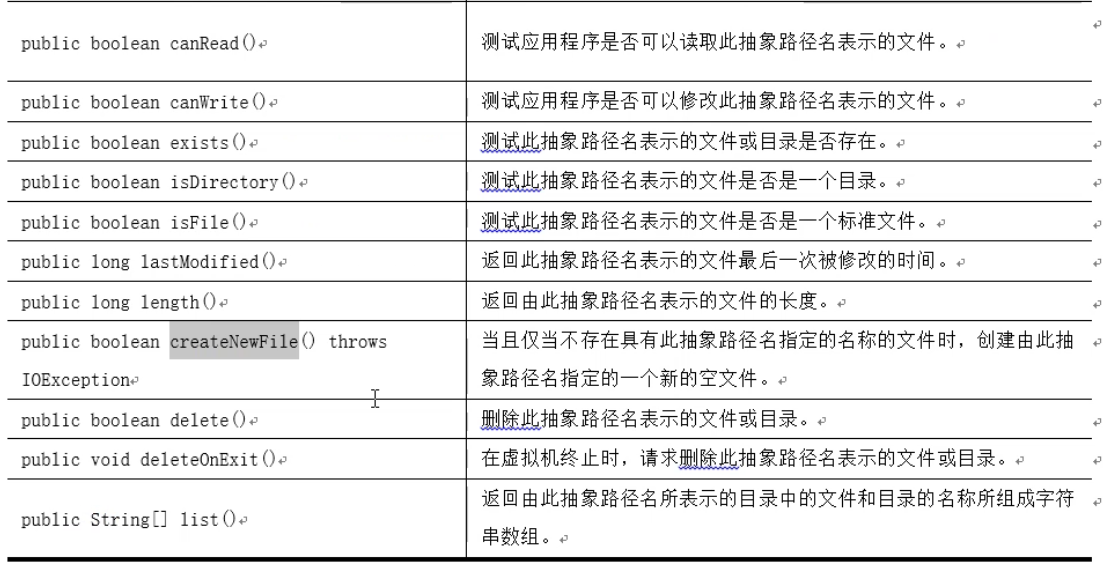 public boolean canRead()
测试应用程序是否可以读取此抽象路径名表示的文件。
public boolean canWrite()
测试应用程序是否可以修改此抽象路径名表示的文件。
public boolean exists()
测试此抽象路径名表示的文件或目录是否存在。
public boolean isDirectory()
测试此抽象路径名表示的文件是否是一个目录。
public boolean isFile()
测试此抽象路径名表示的文件是否是一个标准文件。
public long lastModified()
返回此抽象路径名表示的文件最后一次被修改的时间。
public long length()
返回由此抽象路径名表示的文件的长度。
public boolean createNewFile() throws
IOException
当且仅当不存在具有此抽象路径名指定的名称的文件时，创建由此抽
象路径名指定的一个新的空文件。
public boolean delete()
删除此抽象路径名表示的文件或目录。
public void deleteOnExit()
在虚拟机终止时，请求删除此抽象路径名表示的文件或目录。
public String[] list()
返回由此抽象路径名所表示的目录中的文件和目录的名称所组成字符
串数组。